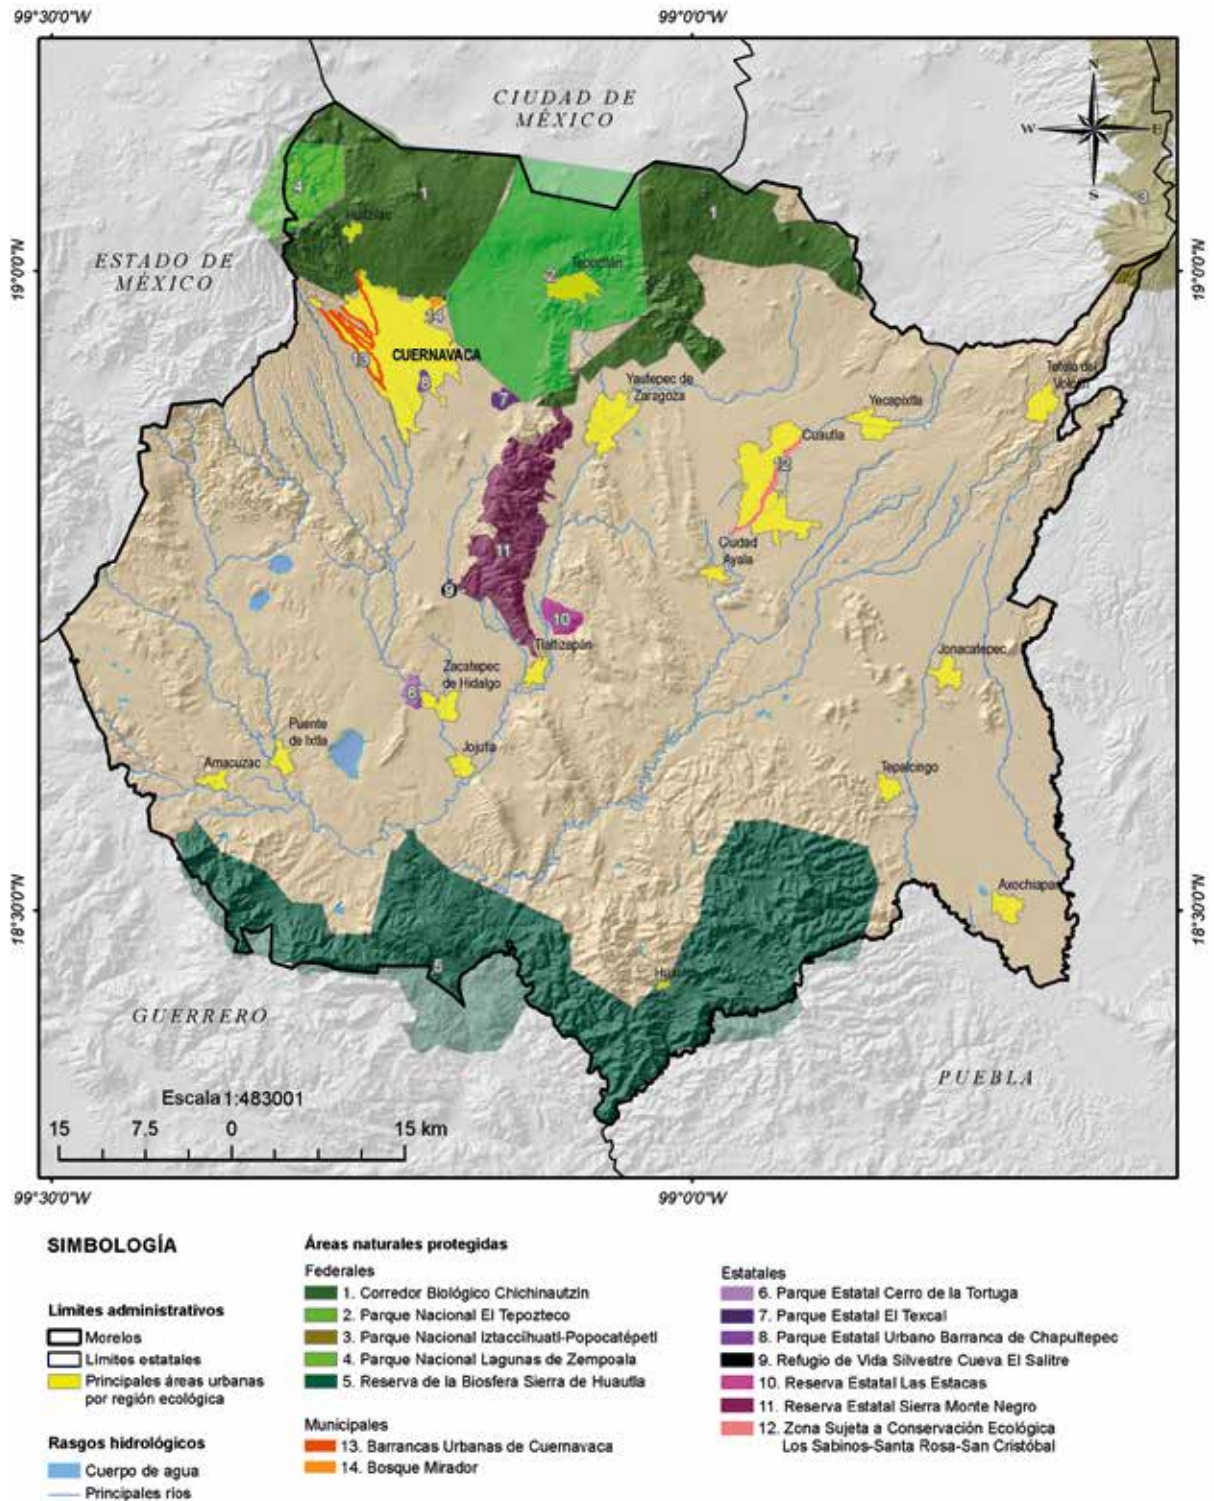 99°30'0"W
99°0'0"W
CIUDAD DE
MÉXICO
N
W
E
S
4
1
1
3
Huitzilac
ESTADO DE
MÉXICO
19°0'0"N
19°0'0"N
2
Tepoztlán
14
13
CUERNAVACA
8
7
Yautepec de
Zaragoza
Yecapixtla
Tetela del
Volcán
Cuautla
12
11
Ciudad
Ayala
9
10
Tlaltizapán
Jonacatepec
Zacatepec
de Hidalgo
6
Puente
de Ixtla
Jojutla
Amacuzac
Tepalcingo
Axochiapan
18°30'0"N
18°30'0"N
5
GUERRERO
PUEBLA
Escala 1:483001
15 7.5 0 15 km
99°30'0"W
99°0'0"W
SIMBOLOGÍA
Limites administrativos
Morelos
Limites estatales
Principales áreas urbanas
por región ecológica
Rasgos hidrológicos
Cuerpo de agua
Principales rios
Áreas naturales protegidas
Federales
1. Corredor Biológico Chichinautzin
2. Parque Nacional El Tepozteco
3. Parque Nacional Iztaccíhuatl-Popocatépetl
4. Parque Nacional Lagunas de Zempoala
5. Reserva de la Biosfera Sierra de Huautla
Municipales
13. Barrancas Urbanas de Cuernavaca
14. Bosque Mirador
Estatales
6. Parque Estatal Cerro de la Tortuga
7. Parque Estatal El Texcal
8. Parque Estatal Urbano Barranca de Chapultepec
9. Refugio de Vida Silvestre Cueva El Salitre
10. Reserva Estatal Las Estacas
11. Reserva Estatal Sierra Monte Negro
12. Zona Sujeta a Conservación Ecológica
Los Sabinos-Santa Rosa-San Cristóbal